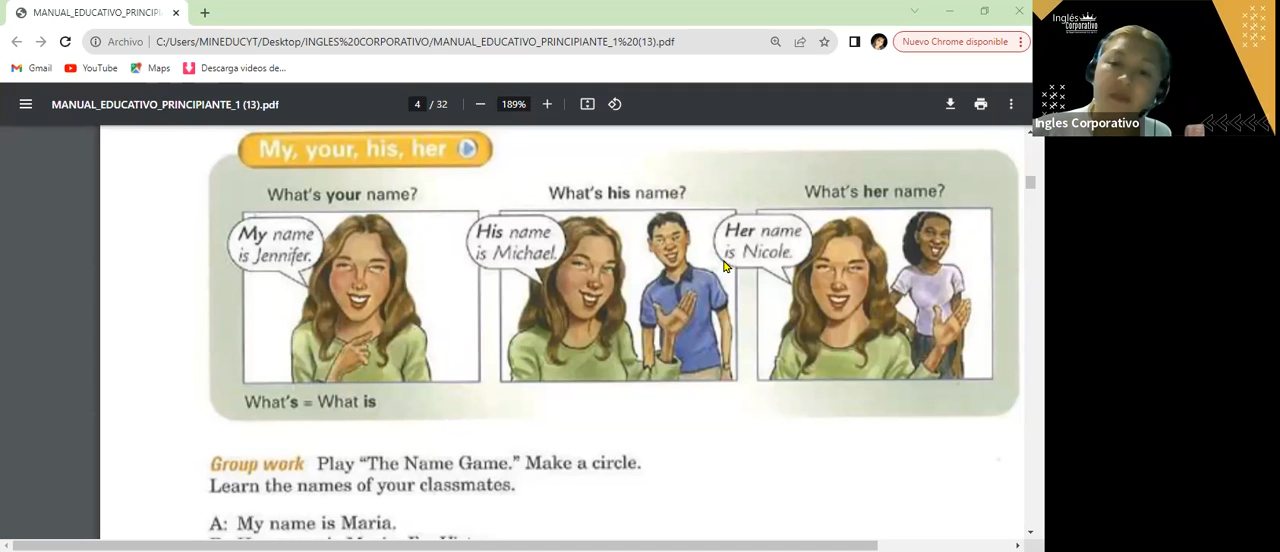 MANUAL_EDUCATIVO_PRINCIPI
Archivo C:/Users/MINEDUCYT/Desktop/INGLES%20CORPORATIVO/MANUAL_EDUCATIVO_PRINCIPIANTE_1%20(13).pdf
Nuevo Chrome disponible
Gmail YouTube Maps Descarga videos de...
MANUAL_EDUCATIVO_PRINCIPIANTE_1 (13).pdf
4 / 32
189%
My, your, his, her
What's your name?
My name
is Jennifer.
What's his name?
His name
is Michael.
What's her name?
Her name
is Nicole.
What's = What is
Group work Play “The Name Game.” Make a circle.
Learn the names of your classmates.
A: My name is Maria.
Inglés
Corporativo
Ingles Corporativo